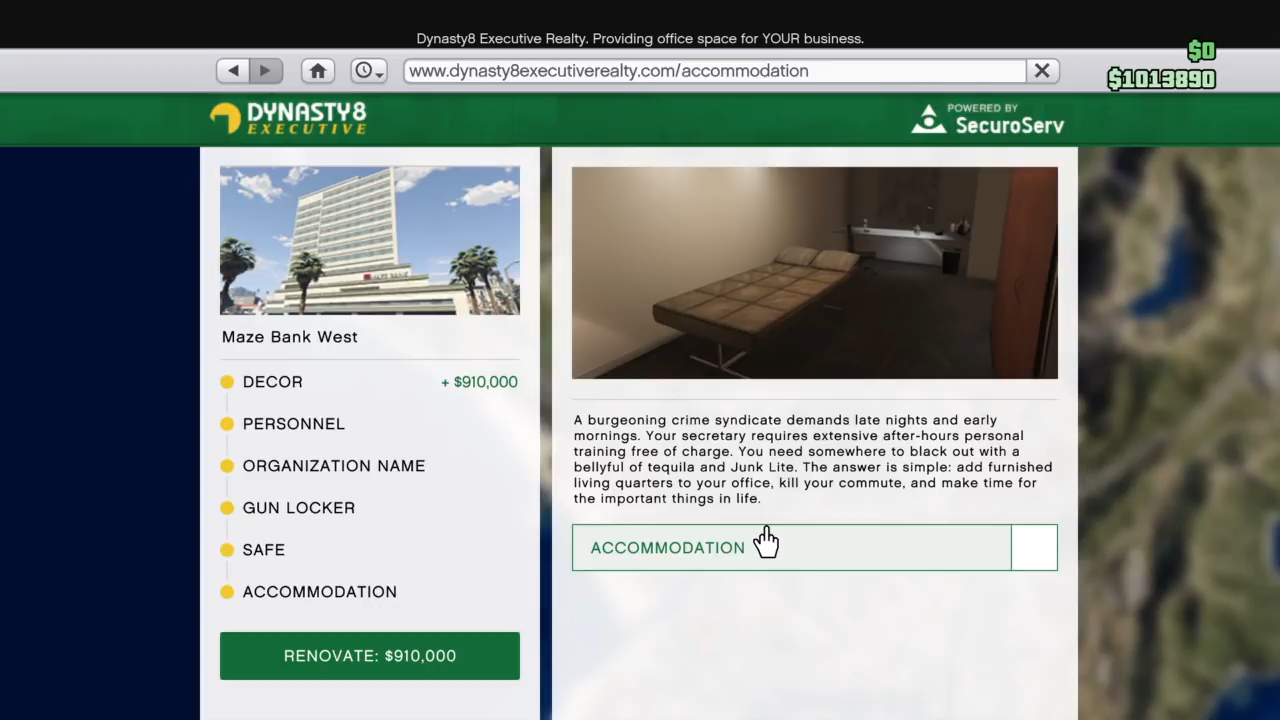 Dynasty8 Executive Realty. Providing office space for YOUR business.
$0
www.dynasty8executiverealty.com/accommodation
$1013890
DYNASTY8
EXECUTIVE
POWERED BY
SecuroServ
Maze Bank West
DECOR + $910,000
PERSONNEL
ORGANIZATION NAME
GUN LOCKER
SAFE
ACCOMMODATION
RENOVATE: $910,000
A burgeoning crime syndicate demands late nights and early
mornings. Your secretary requires extensive after-hours personal
training free of charge. You need somewhere to black out with a
bellyful of tequila and Junk Lite. The answer is simple: add furnished
living quarters to your office, kill your commute, and make time for
the important things in life.
ACCOMMODATION